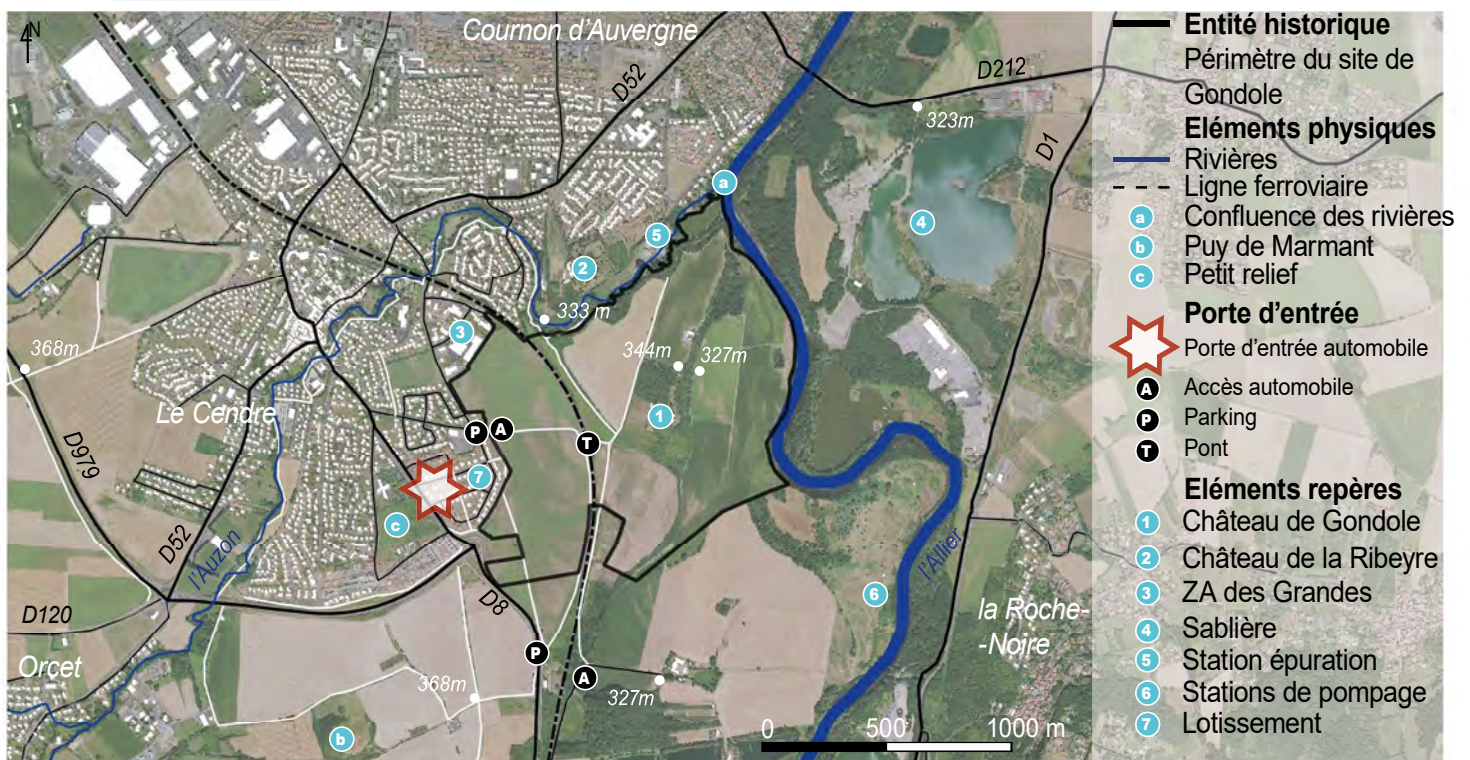 N
Cournon d'Auvergne
D52
D212
323m
D1
a
4
5
2
333 m
3
368m
344m
327m
Le Cendre
1
P
A
T
D979
7
c
D52
l'Auzon
D8
l'Allier
6
la Roche-
-Noire
D120
Orcet
P
A
368m
327m
b
0
500
1000 m
Entité historique
Périmètre du site de
Gondole
Eléments physiques
Rivières
Ligne ferroviaire
a Confluence des rivières
b Puy de Marmant
c Petit relief
Porte d'entrée
Porte d'entrée automobile
A Accès automobile
P Parking
T Pont
Eléments repères
1 Château de Gondole
2 Château de la Ribeyre
3 ZA des Grandes
4 Sablière
5 Station épuration
6 Stations de pompage
7 Lotissement